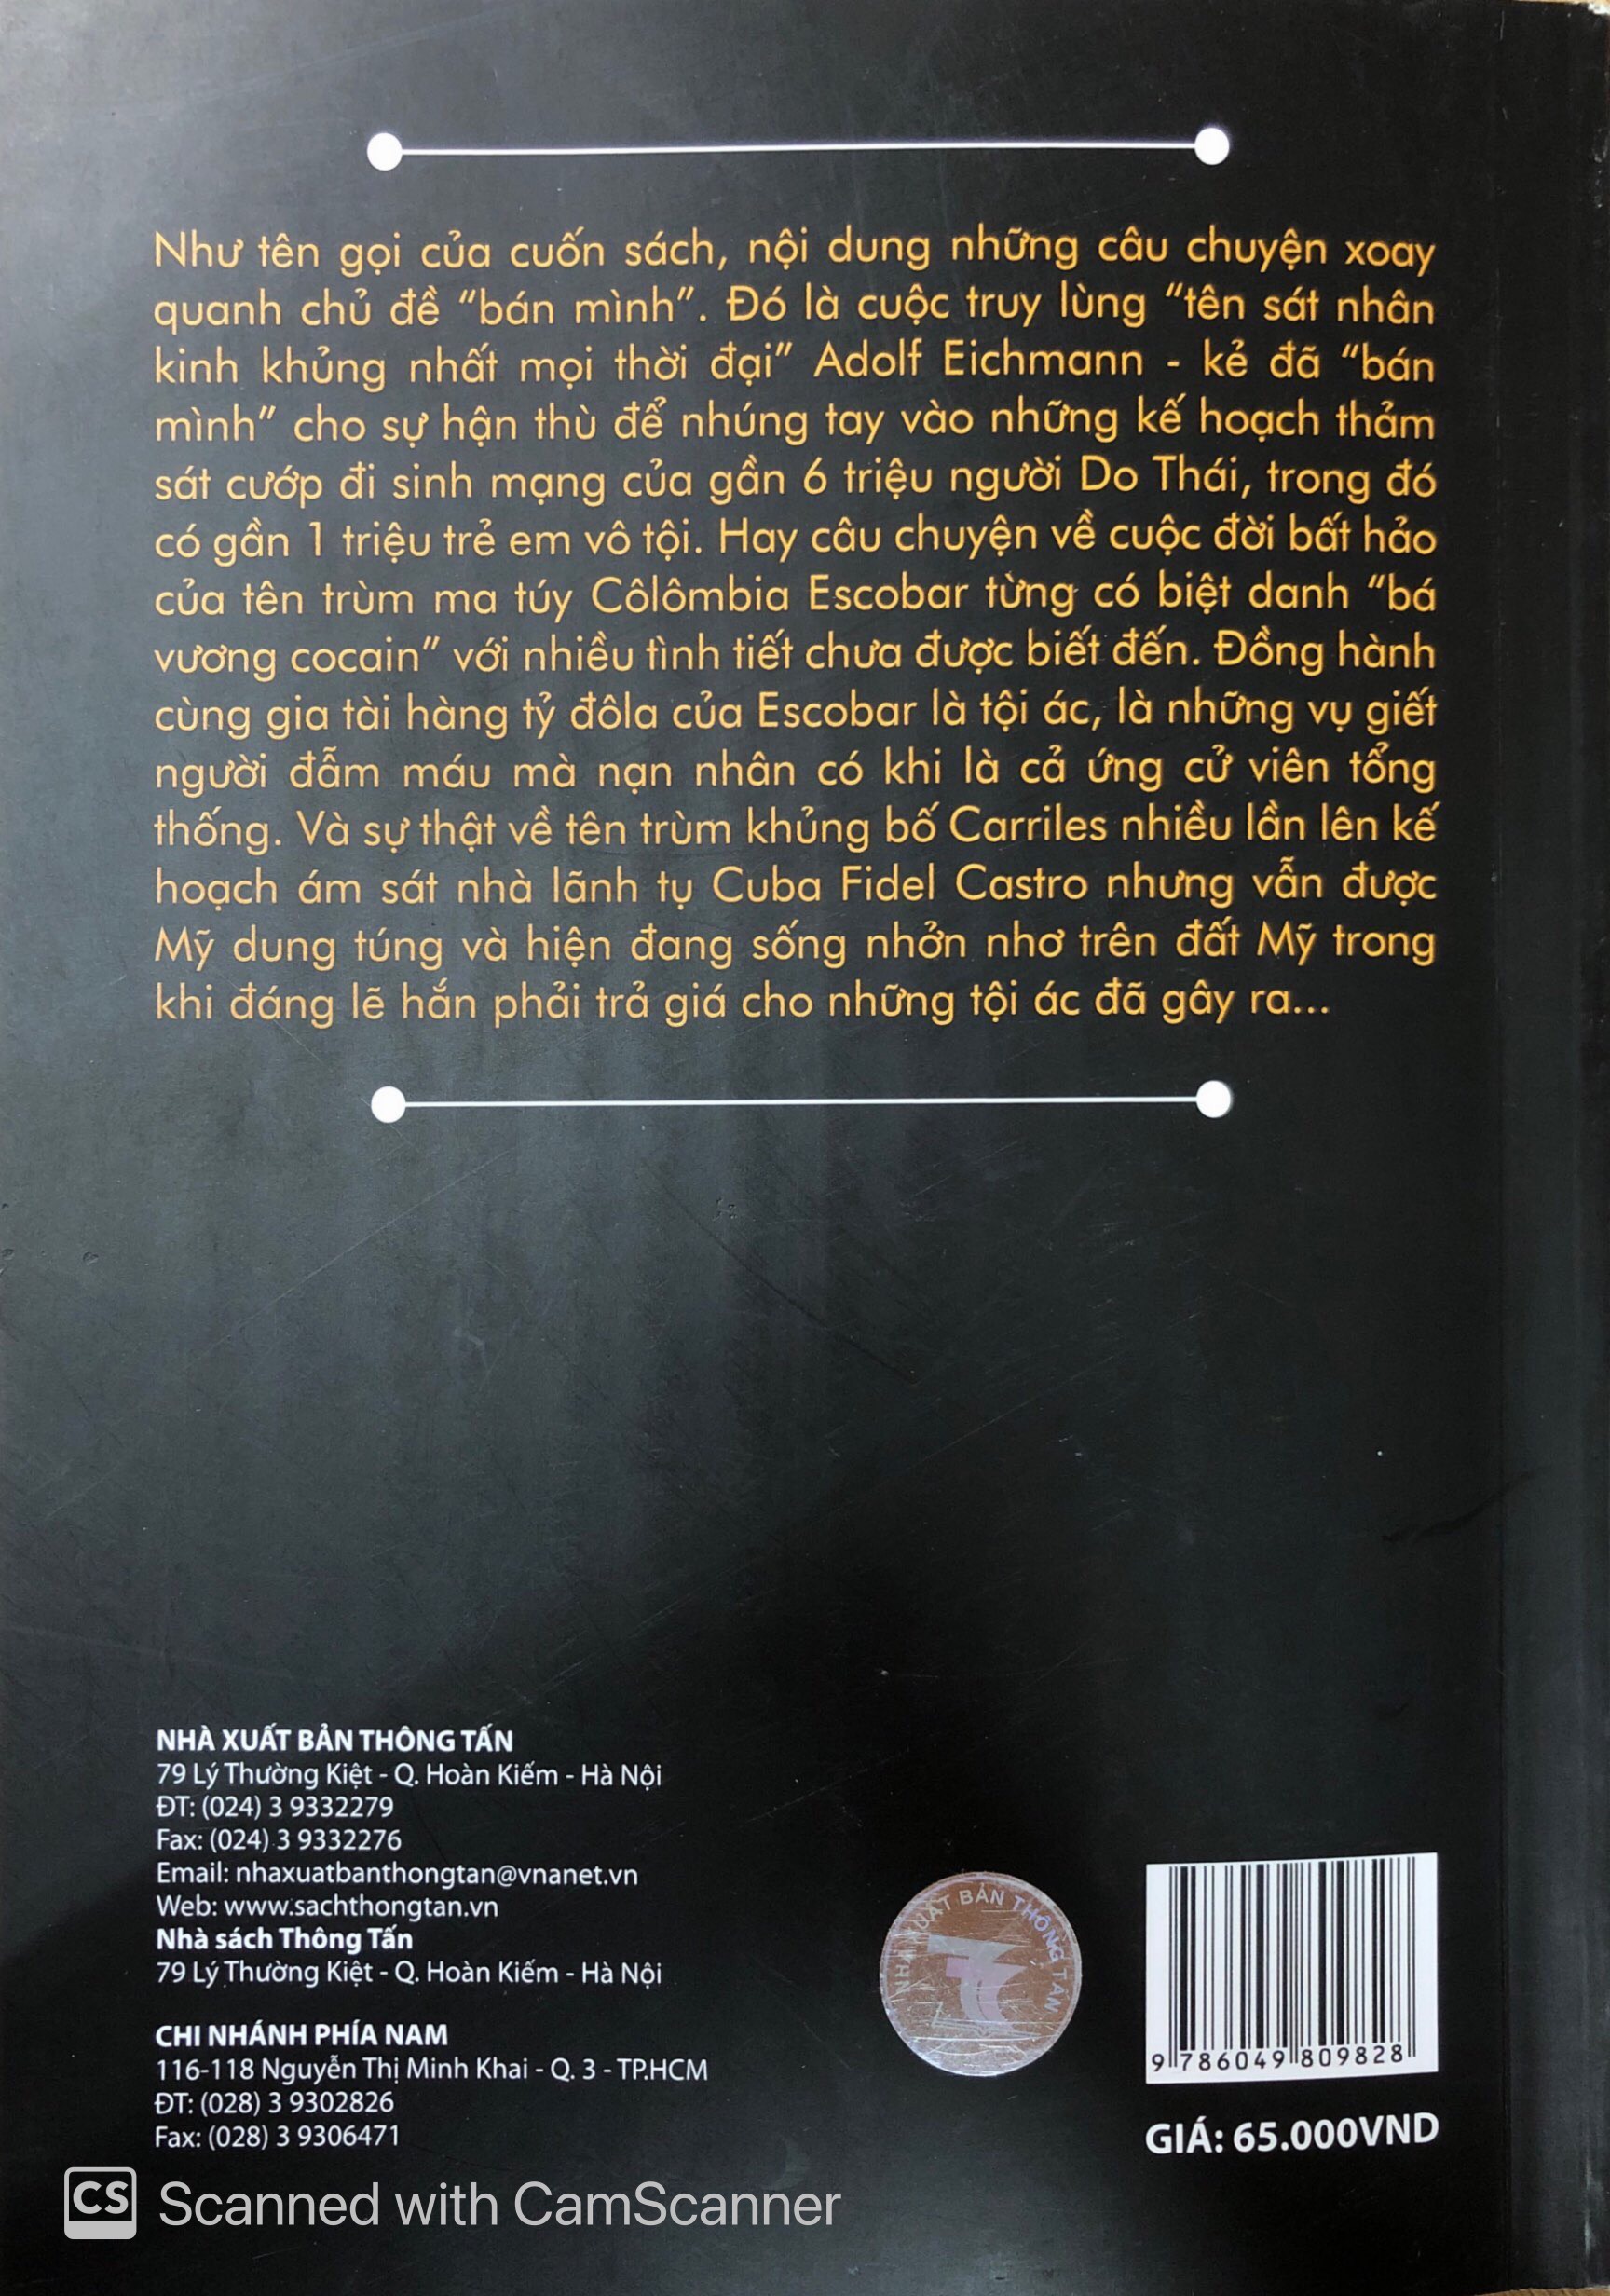 Như tên gọi của cuốn sách, nội dung những câu chuyện xoay
quanh chủ đề “bán mình”. Đó là cuộc truy lùng “tên sát nhân
kinh khủng nhất mọi thời đại” Adolf Eichmann - kẻ đã “bán
mình” cho sự hận thù để nhúng tay vào những kế hoạch thảm
sát cướp đi sinh mạng của gần 6 triệu người Do Thái, trong đó
có gần 1 triệu trẻ em vô tội. Hay câu chuyện về cuộc đời bất hảo
của tên trùm ma túy Côlômbia Escobar từng có biệt danh “bá
vương cocain” với nhiều tình tiết chưa được biết đến. Đồng hành
cùng gia tài hàng tỷ đôla của Escobar là tội ác, là những vụ giết
người đẫm máu mà nạn nhân có khi là cả ứng cử viên tổng
thống. Và sự thật về tên trùm khủng bố Carriles nhiều lần lên kế
hoạch ám sát nhà lãnh tụ Cuba Fidel Castro nhưng vẫn được
Mỹ dung túng và hiện đang sống nhởn nhơ trên đất Mỹ trong
khi đáng lẽ hắn phải trả giá cho những tội ác đã gây ra...
NHÀ XUẤT BẢN THÔNG TẤN
79 Lý Thường Kiệt - Q. Hoàn Kiếm - Hà Nội
ĐT: (024) 3 9332279
Fax: (024) 3 9332276
Email: nhaxuatbanthongtan@vnanet.vn
Web: www.sachthongtan.vn
Nhà sách Thông Tấn
79 Lý Thường Kiệt - Q. Hoàn Kiếm - Hà Nội
CHI NHÁNH PHÍA NAM
116-118 Nguyễn Thị Minh Khai - Q. 3 - TP.HCM
ĐT: (028) 3 9302826
Fax: (028) 3 9306471
NHÀ XUẤT BẢN THÔNG TẤN
9 786049 809828
GIÁ: 65.000VND
CS Scanned with CamScanner